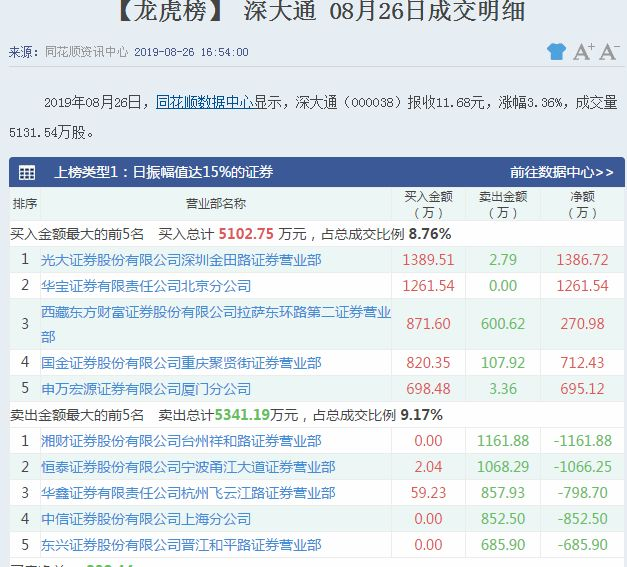 【龙虎榜】 深大通 08月26日成交明细
来源：同花顺资讯中心 2019-08-26 16:54:00 A+ A-
2019年08月26日，同花顺数据中心显示，深大通（000038）报收11.68元，涨幅3.36%，成交量
5131.54万股。
上榜类型1：日振幅值达15%的证券 前往数据中心>>
排序 营业部名称 买入金额（万） 卖出金额（万） 净额（万）
买入金额最大的前5名 买入总计 5102.75 万元，占总成交比例 8.76%
1 光大证券股份有限公司深圳金田路证券营业部 1389.51 2.79 1386.72
2 华宝证券有限责任公司北京分公司 1261.54 0.00 1261.54
3 西藏东方财富证券股份有限公司拉萨东环路第二证券营业部 871.60 600.62 270.98
4 国金证券股份有限公司重庆聚贤街证券营业部 820.35 107.92 712.43
5 申万宏源证券有限公司厦门分公司 698.48 3.36 695.12
卖出金额最大的前5名 卖出总计5341.19万元，占总成交比例 9.17%
1 湘财证券股份有限公司台州祥和路证券营业部 0.00 1161.88 -1161.88
2 恒泰证券股份有限公司宁波甬江大道证券营业部 2.04 1068.29 -1066.25
3 华鑫证券有限责任公司杭州飞云江路证券营业部 59.23 857.93 -798.70
4 中信证券股份有限公司上海分公司 0.00 852.50 -852.50
5 东兴证券股份有限公司晋江和平路证券营业部 0.00 685.90 -685.90